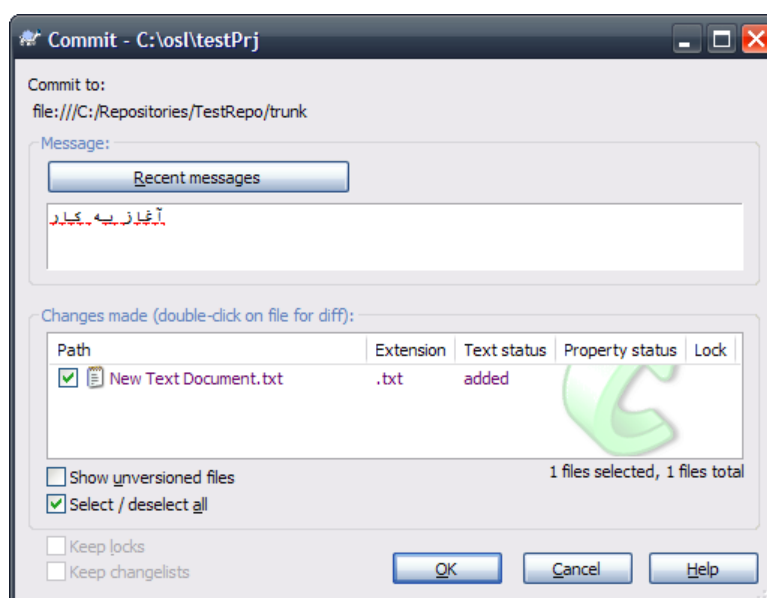 Commit - C:\osl\testPrj
Commit to:
file:///C:/Repositories/TestRepo/trunk
Message:
Recent messages
آغاز به کار
Changes made (double-click on file for diff):
Path Extension Text status Property status Lock
New Text Document.txt .txt added
Show unversioned files
1 files selected, 1 files total
Select / deselect all
Keep locks
Keep changelists
OK Cancel Help